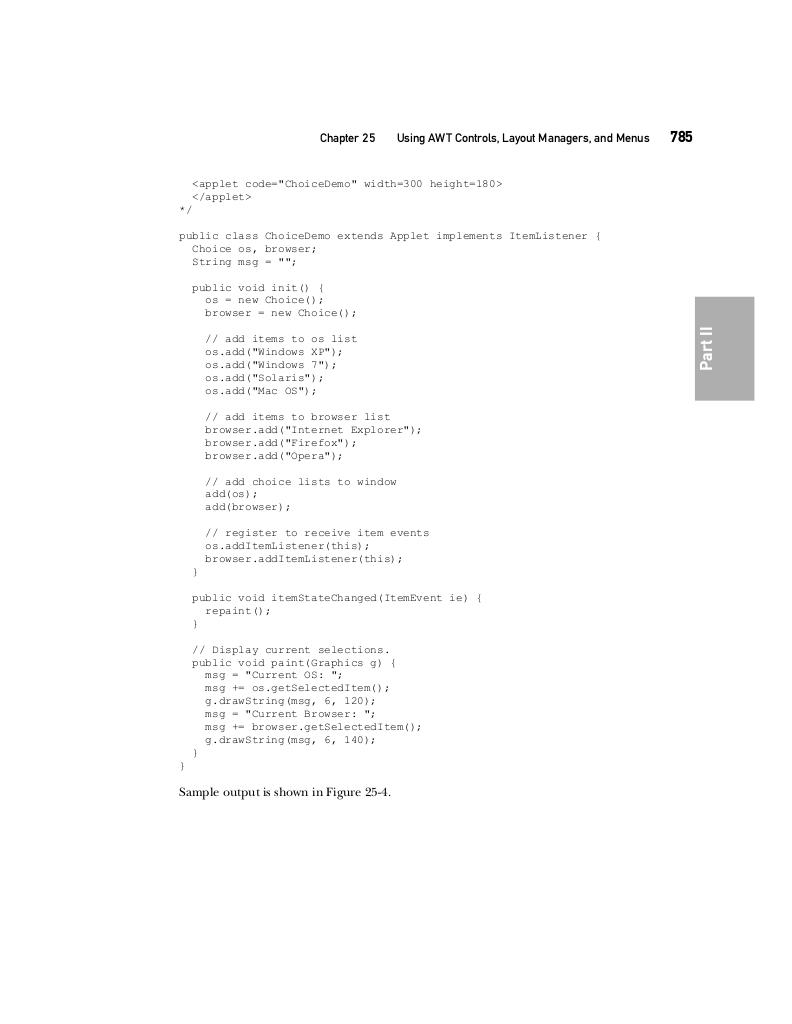 Chapter 25 Using AWT Controls, Layout Managers, and Menus 785
<applet code="ChoiceDemo" width=300 height=180>
</applet>
*/
public class ChoiceDemo extends Applet implements ItemListener {
Choice os, browser;
String msg = "";
public void init() {
os = new Choice();
browser = new Choice();
// add items to os list
os.add("Windows XP");
os.add("Windows 7");
os.add("Solaris");
os.add("Mac OS");
// add items to browser list
browser.add("Internet Explorer");
browser.add("Firefox");
browser.add("Opera");
// add choice lists to window
add(os);
add(browser);
// register to receive item events
os.addItemListener(this);
browser.addItemListener(this);
}
public void itemStateChanged(ItemEvent ie) {
repaint();
}
// Display current selections.
public void paint(Graphics g) {
msg = "Current OS: ";
msg += os.getSelectedItem();
g.drawString(msg, 6, 120);
msg = "Current Browser: ";
msg += browser.getSelectedItem();
g.drawString(msg, 6, 140);
}
}
Sample output is shown in Figure 25-4.
Part II